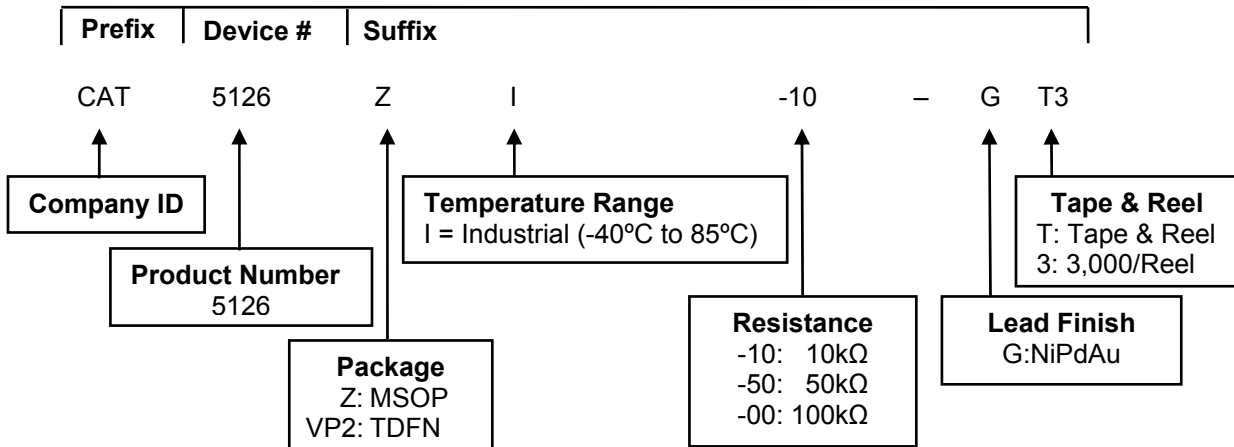 Prefix Device # Suffix
CAT 5126 Z I -10 – G T3
Company ID
Product Number
5126
Package
Z: MSOP
VP2: TDFN
Temperature Range
I = Industrial (-40ºC to 85ºC)
Resistance
-10: 10kΩ
-50: 50kΩ
-00: 100kΩ
Lead Finish
G:NiPdAu
Tape & Reel
T: Tape & Reel
3: 3,000/Reel